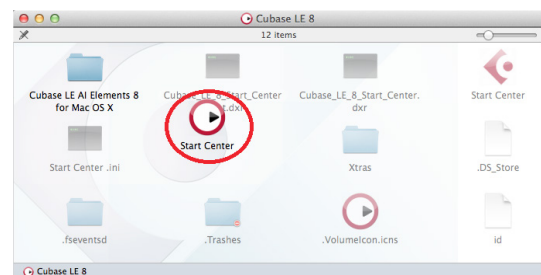 Cubase LE 8
12 items
Cubase LE AI Elements 8
for Mac OS X
Cubase_LE_8_Start_Center
t.dxr
Cubase_LE_8_Start_Center.
dxr
Start Center
Start Center
Start Center .ini
Xtras
.DS_Store
.fseventsd
.Trashes
.VolumeIcon.icns
id
Cubase LE 8